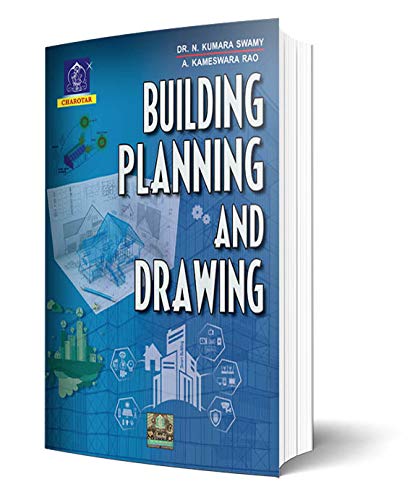 DR. N. KUMARA SWAMY
A. KAMESWARA RAO
CHAROTAR
BUILDING
PLANNING
AND
DRAWING